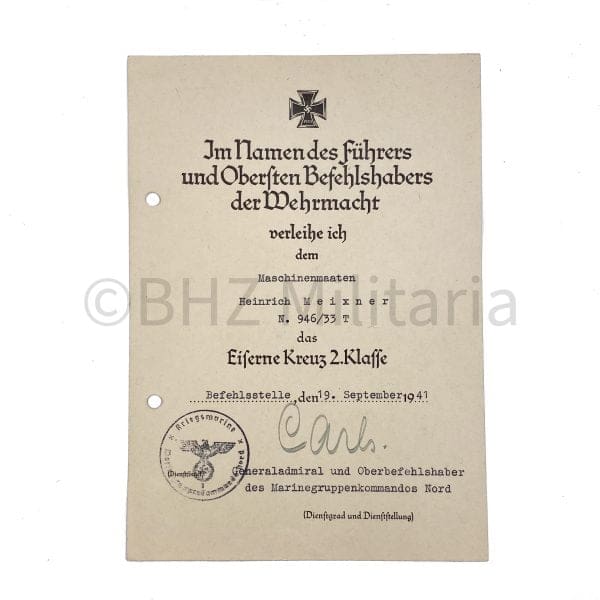 Im Namen des Führers
und Obersten Befehlshabers
der Wehrmacht
verleihe ich
dem
Maschinenmaaten
©BHZ Militaria
Heinrich Meixner
N. 946/33 T
das
Eiserne Kreuz 2. Klasse
Befehlsstelle, den 19. September 1941
Carls.
Kriegsmarine
Generaladmiral und Oberbefehlshaber
des Marinegruppenkommandos Nord
(Dienstgrad und Dienststellung)